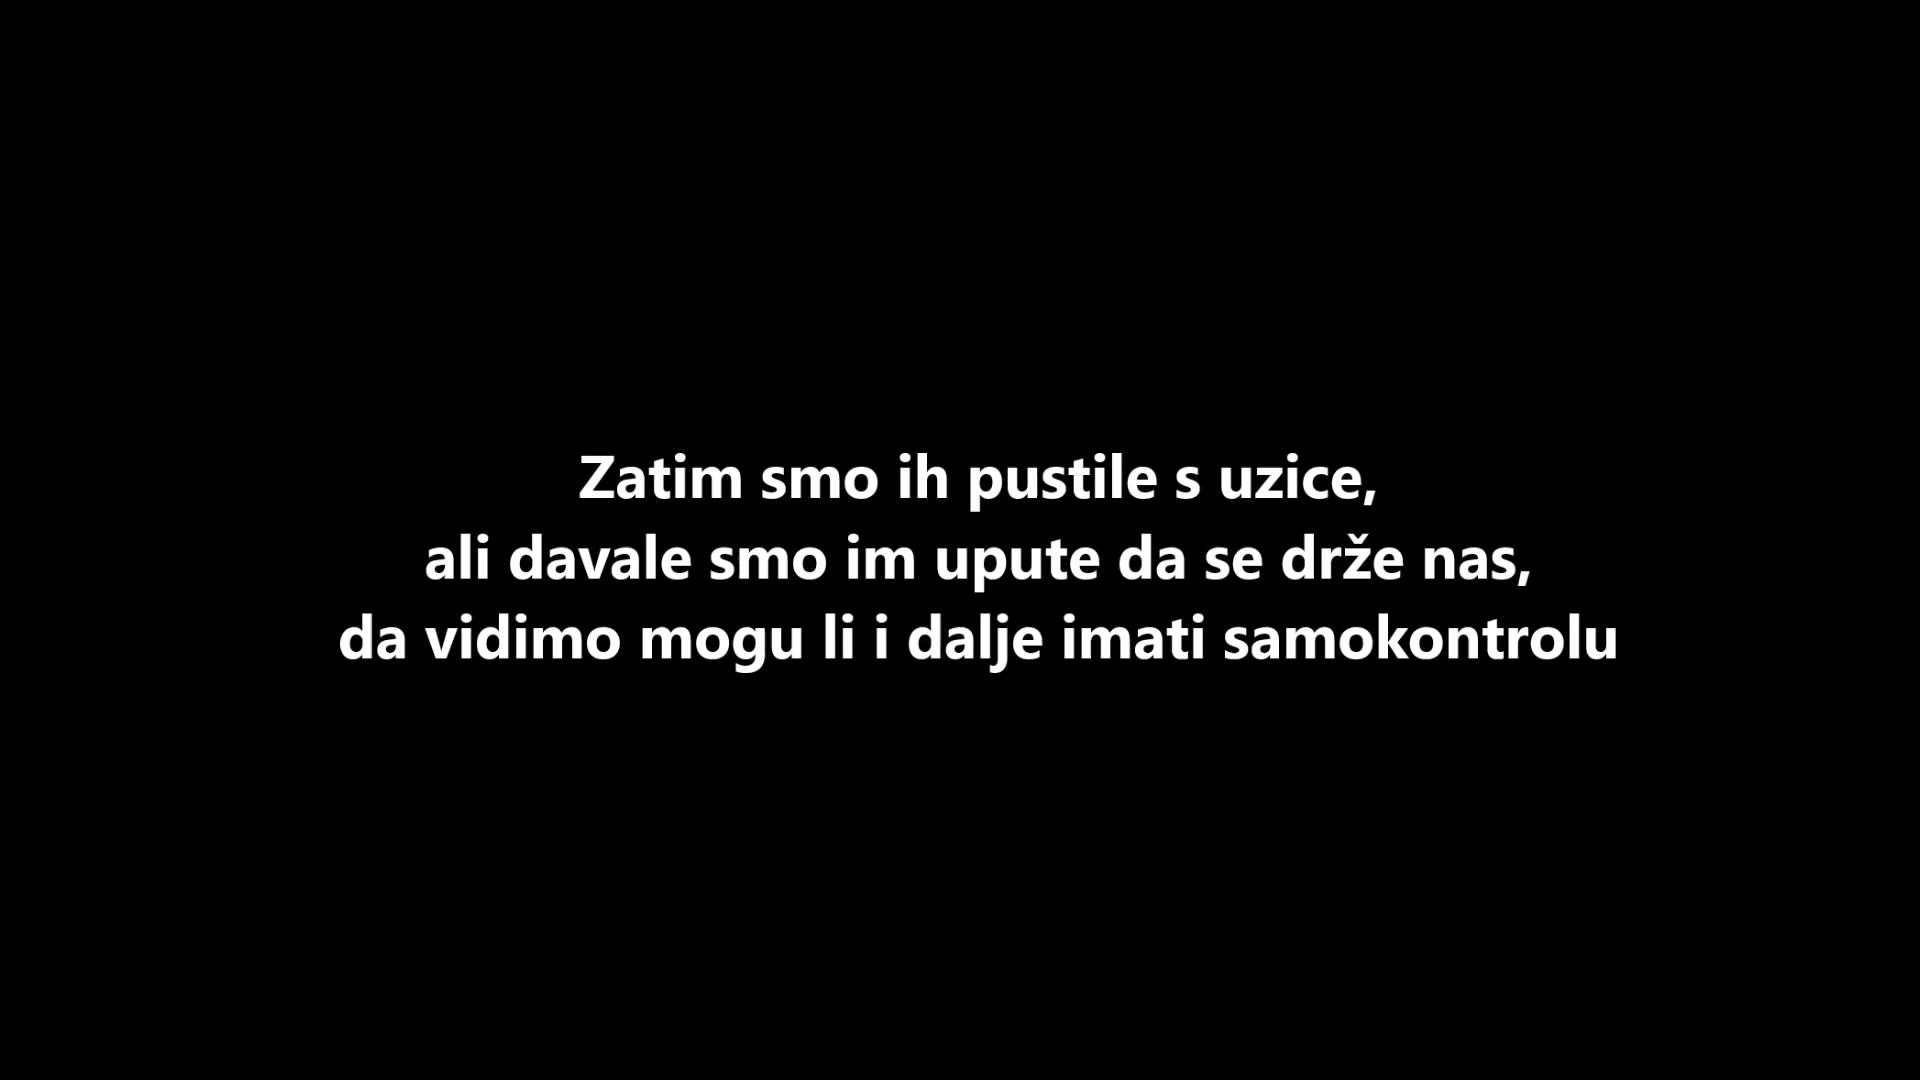 Zatim smo ih pustile s uzice,
ali davale smo im upute da se drže nas,
da vidimo mogu li i dalje imati samokontrolu